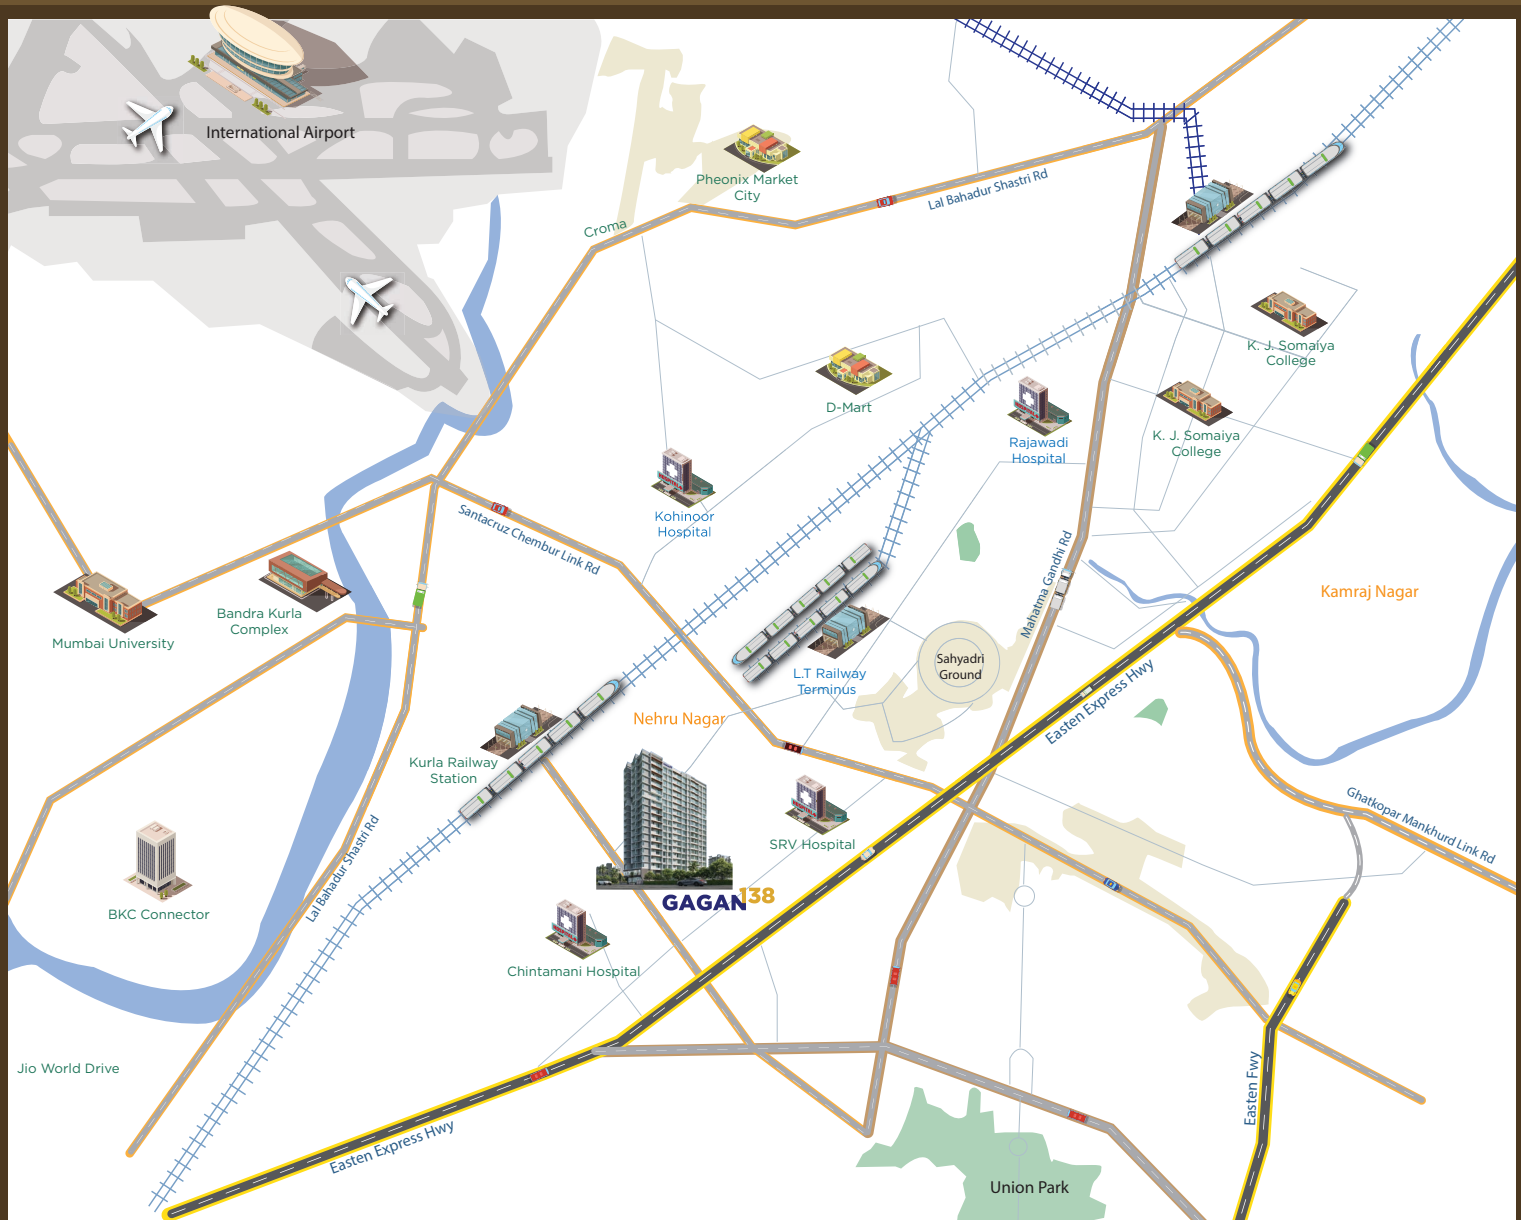 International Airport
Pheonix Market
City
Lal Bahadur Shastri Rd
Croma
K. J. Somaiya
College
D-Mart
K. J. Somaiya
College
Rajawadi
Hospital
Kohinoor
Hospital
Santacruz Chembur Link Rd
Mahatma Gandhi Rd
Kamraj Nagar
Bandra Kurla
Complex
Mumbai University
Sahyadri
Ground
L.T Railway
Terminus
Easten Express Hwy
Nehru Nagar
Kurla Railway
Station
Ghatkopar Mankhurd Link Rd
SRV Hospital
Lal Bahadur Shastri Rd
GAGAN 138
BKC Connector
Chintamani Hospital
Jio World Drive
Easten Fwy
Easten Express Hwy
Union Park